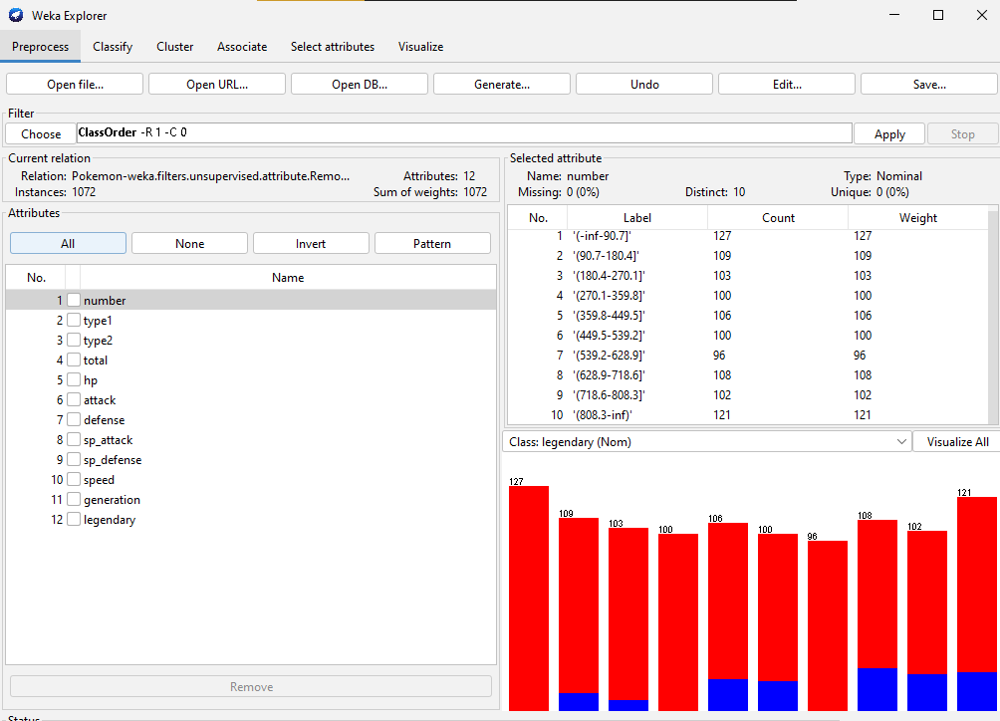 Weka Explorer
Preprocess Classify Cluster Associate Select attributes Visualize
Open file... Open URL... Open DB... Generate... Undo Edit... Save...
Filter
Choose ClassOrder -R 1 -C 0 Apply Stop
Current relation
Relation: Pokemon-weka.filters.unsupervised.attribute.Remo... Attributes: 12
Instances: 1072 Sum of weights: 1072
Attributes
All None Invert Pattern
No. Name
1 number
2 type1
3 type2
4 total
5 hp
6 attack
7 defense
8 sp_attack
9 sp_defense
10 speed
11 generation
12 legendary
Remove
Status
Selected attribute
Name: number Type: Nominal
Missing: 0 (0%) Distinct: 10 Unique: 0 (0%)
No. Label Count Weight
1 '(-inf-90.7]' 127 127
2 '(90.7-180.4]' 109 109
3 '(180.4-270.1]' 103 103
4 '(270.1-359.8]' 100 100
5 '(359.8-449.5]' 106 106
6 '(449.5-539.2]' 100 100
7 '(539.2-628.9]' 96 96
8 '(628.9-718.6]' 108 108
9 '(718.6-808.3]' 102 102
10 '(808.3-inf)' 121 121
Class: legendary (Nom) Visualize All
127 109 103 100 106 100 96 108 102 121